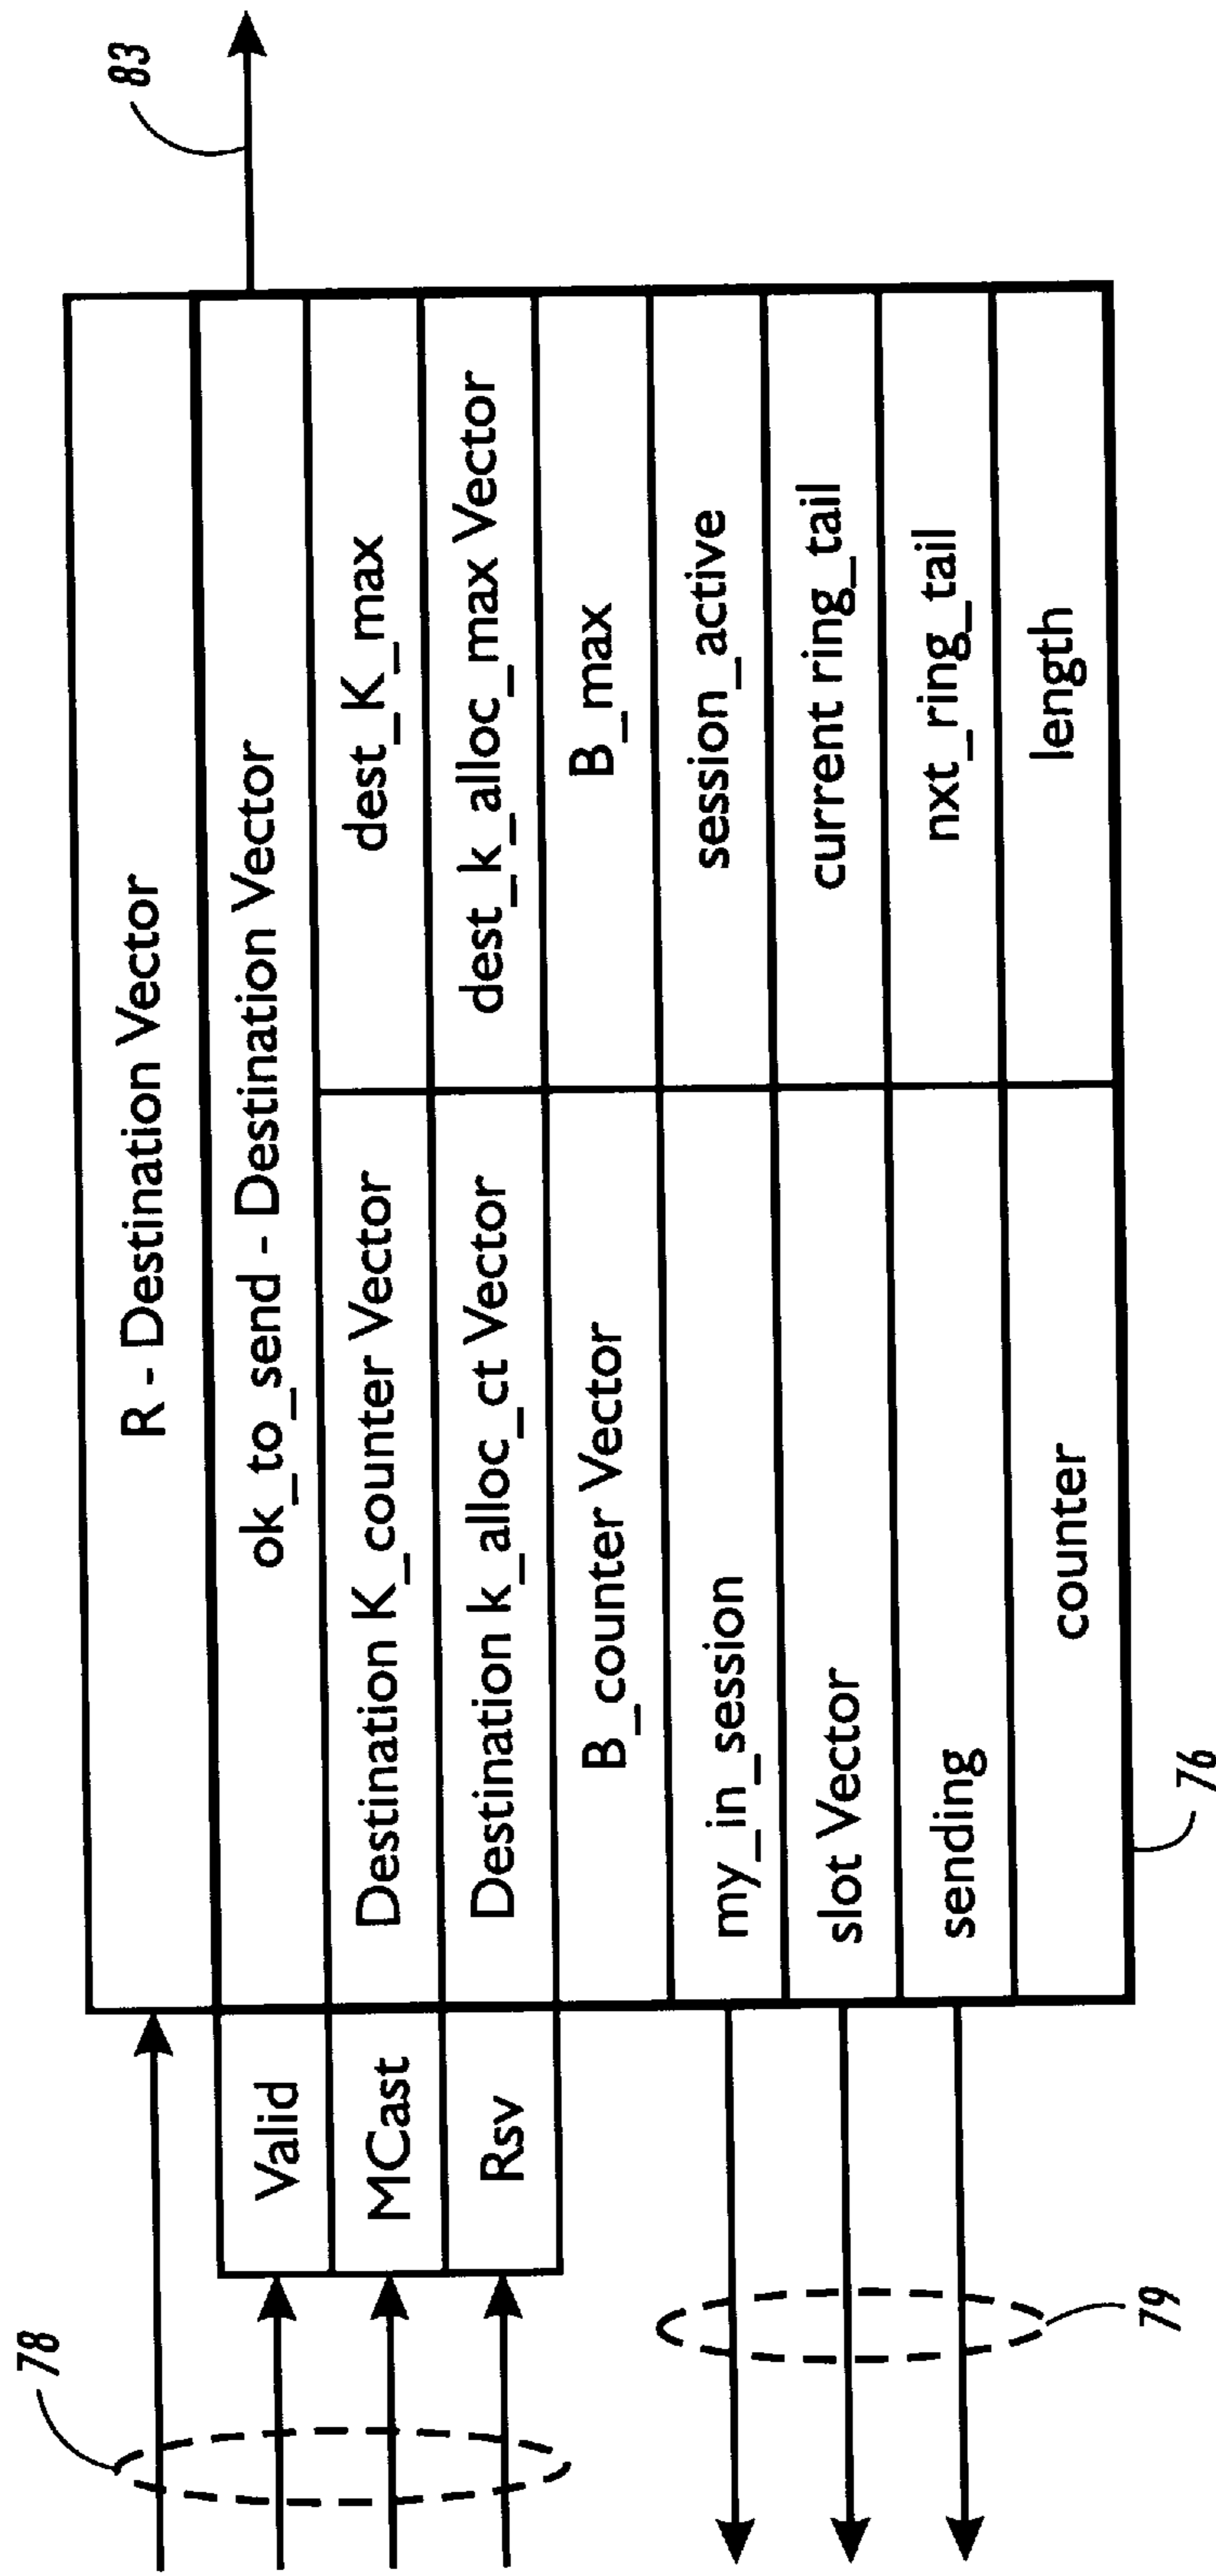 78
83
R - Destination Vector
Valid
ok_to_send - Destination Vector
MCast
Destination K_counter Vector
dest_K_max
Rsv
Destination k_alloc_ct Vector
dest_k_alloc_max Vector
B_counter Vector
B_max
my_in_session
session_active
slot Vector
current ring_tail
sending
nxt_ring_tail
counter
length
79
76